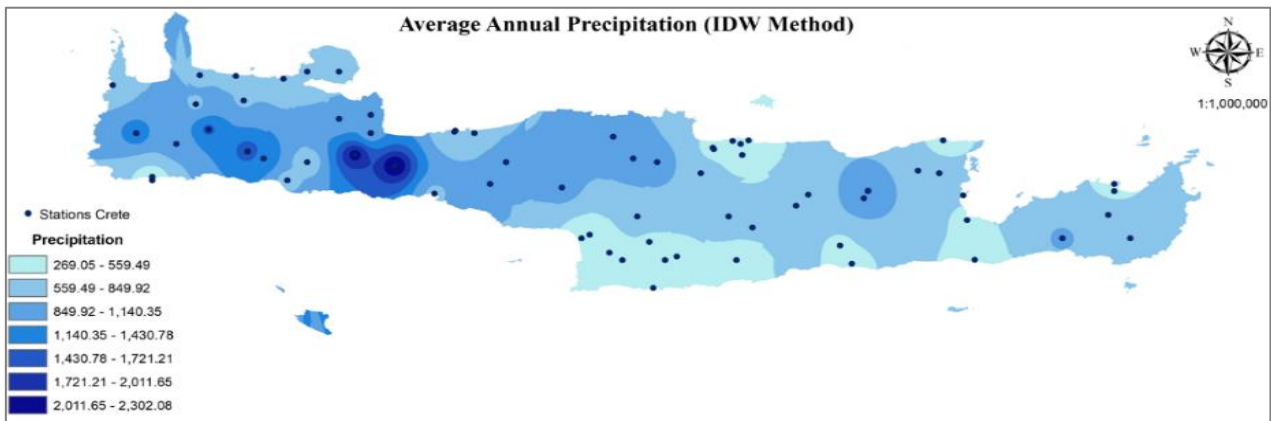 Average Annual Precipitation (IDW Method)
N
W E
S
1:1,000,000
Stations Crete
Precipitation
269.05 - 559.49
559.49 - 849.92
849.92 - 1,140.35
1,140.35 - 1,430.78
1,430.78 - 1,721.21
1,721.21 - 2,011.65
2,011.65 - 2,302.08